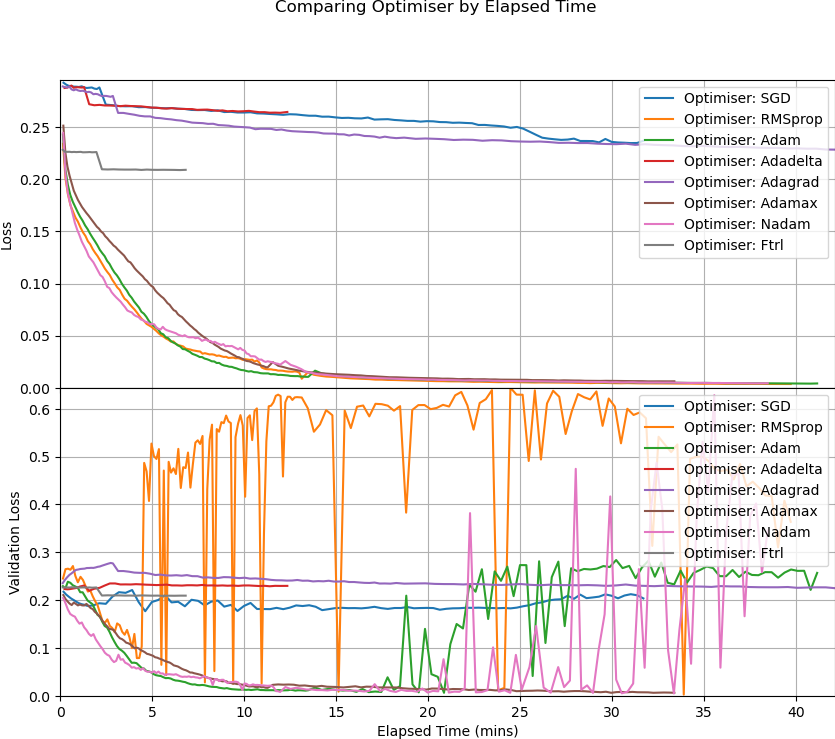 Comparing Optimiser by Elapsed Time
Loss
0.25
0.20
0.15
0.10
0.05
0.00
Optimiser: SGD
Optimiser: RMSprop
Optimiser: Adam
Optimiser: Adadelta
Optimiser: Adagrad
Optimiser: Adamax
Optimiser: Nadam
Optimiser: Ftrl
Validation Loss
0.6
0.5
0.4
0.3
0.2
0.1
0.0
Optimiser: SGD
Optimiser: RMSprop
Optimiser: Adam
Optimiser: Adadelta
Optimiser: Adagrad
Optimiser: Adamax
Optimiser: Nadam
Optimiser: Ftrl
0 5 10 15 20 25 30 35 40
Elapsed Time (mins)